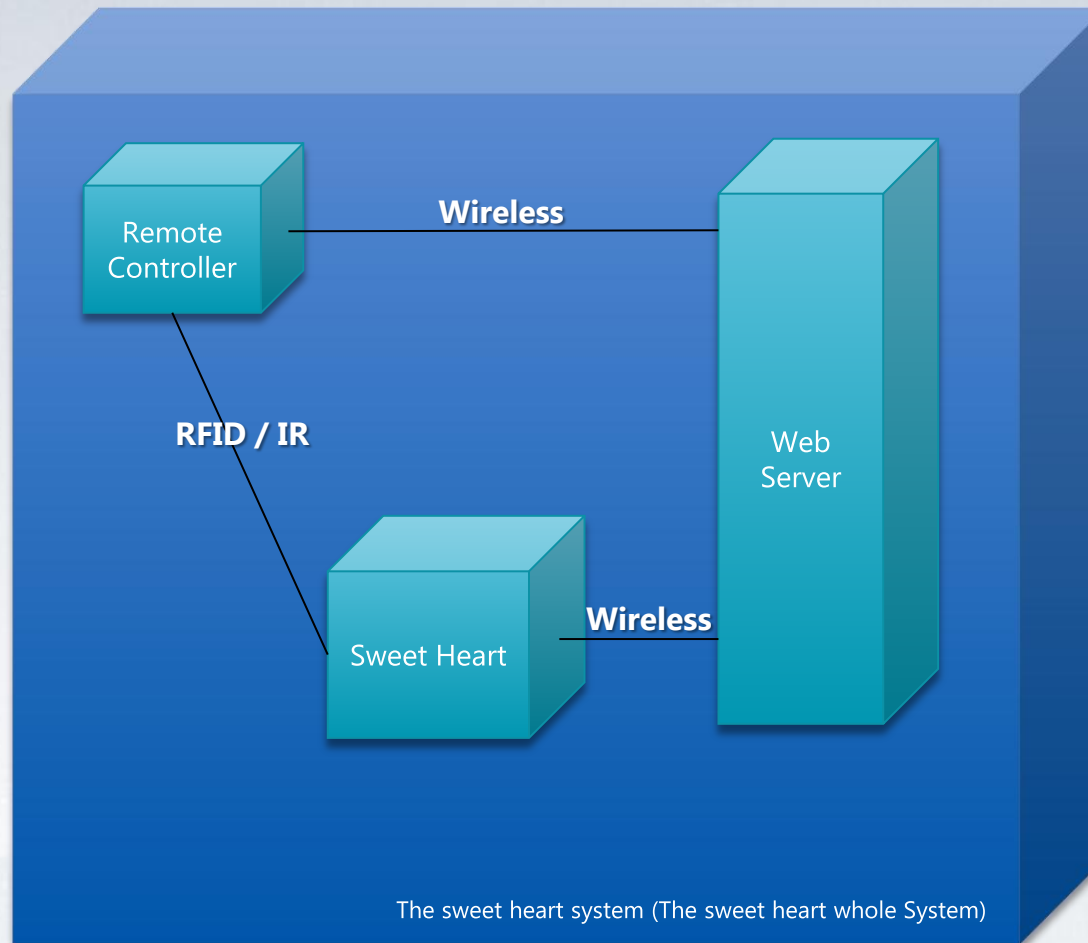 Remote
Controller
Wireless
RFID / IR
Web
Server
Wireless
Sweet Heart
The sweet heart system (The sweet heart whole System)